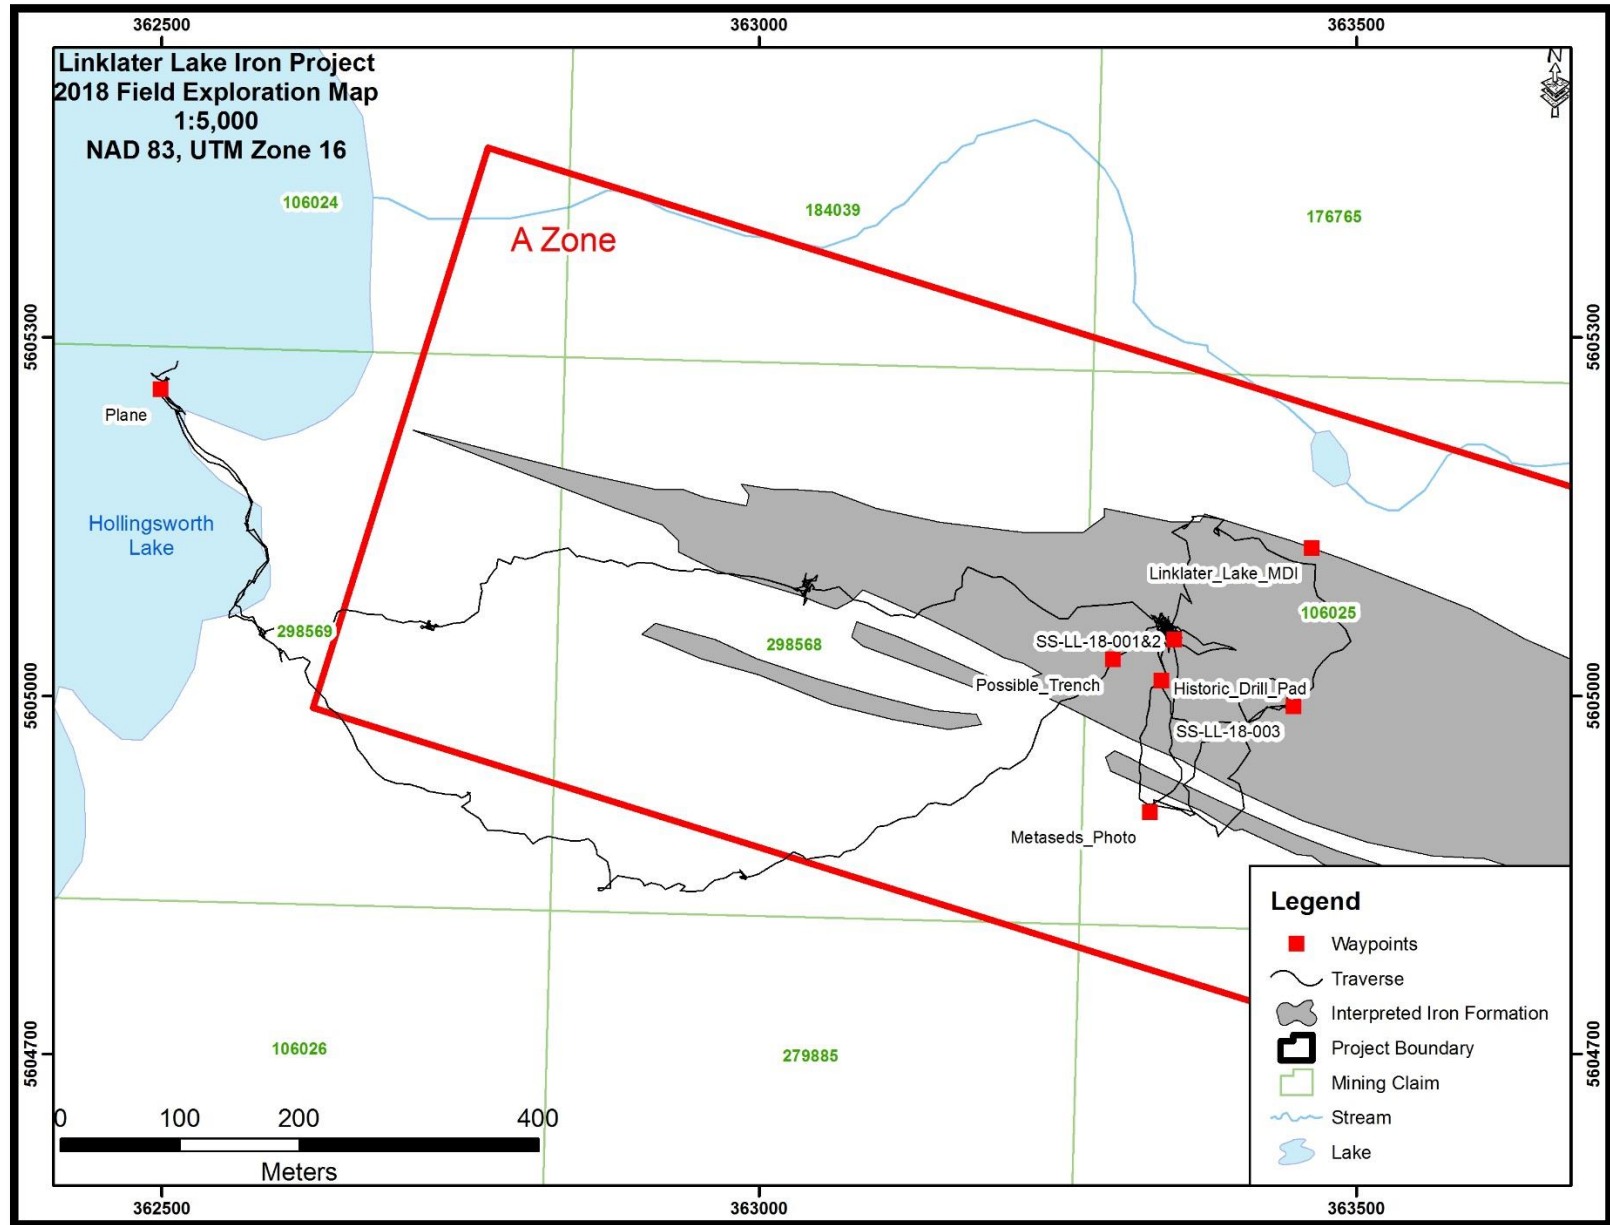 362500
363000
363500
Linklater Lake Iron Project
2018 Field Exploration Map
1:5,000
NAD 83, UTM Zone 16
N
106024
184039
176765
A Zone
5605300
5605300
Plane
Hollingsworth
Lake
Linklater_Lake_MDI
106025
298569
298568
SS-LL-18-001&2
Possible_Trench
Historic_Drill_Pad
5605000
5605000
SS-LL-18-003
Metaseds_Photo
Legend
Waypoints
Traverse
Interpreted Iron Formation
Project Boundary
Mining Claim
Stream
Lake
106026
279885
5604700
5604700
0 100 200 400
Meters
362500
363000
363500